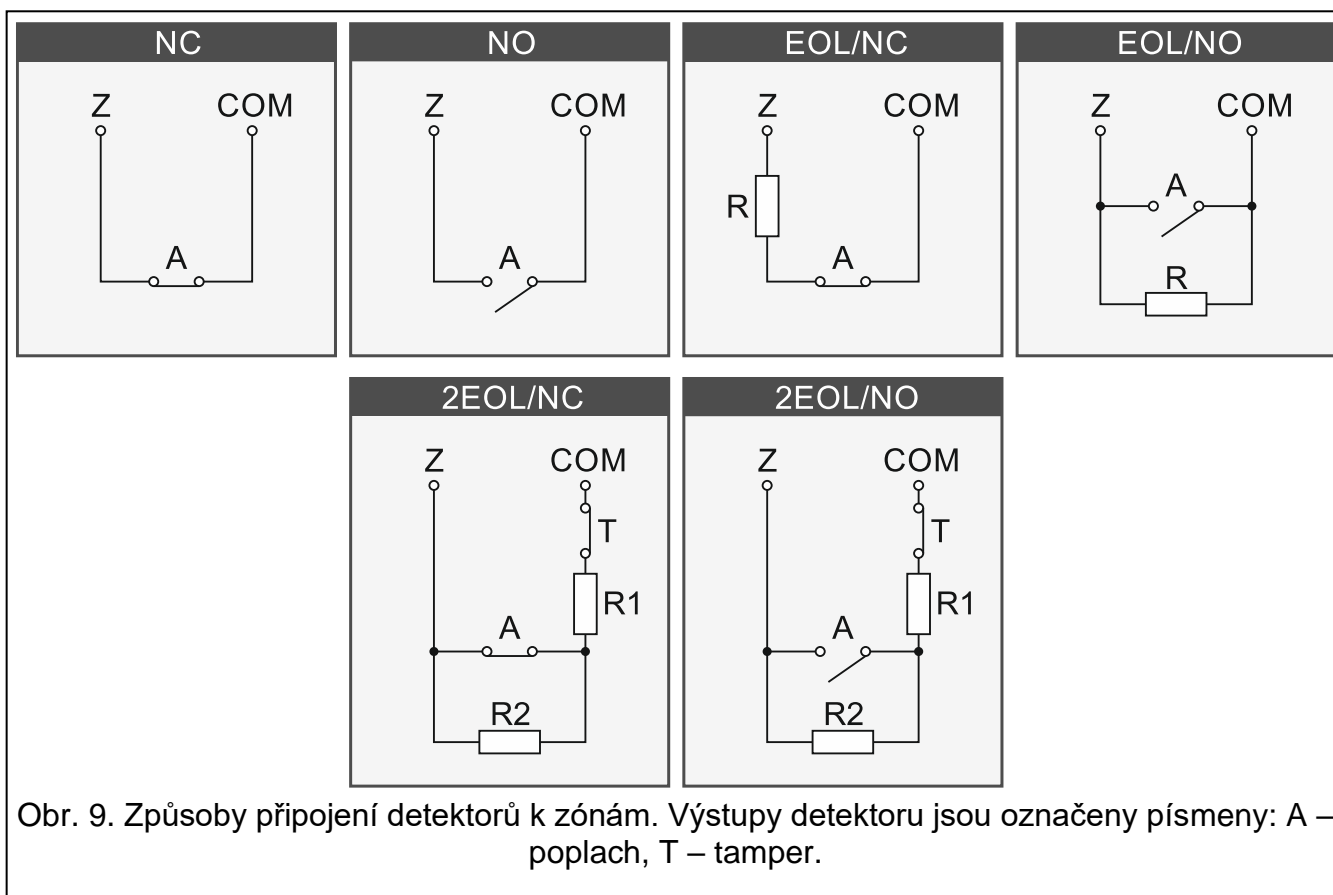 NC
NO
EOL/NC
EOL/NO
Z COM
Z COM
Z COM
Z COM
A
A
R
A
A
R
2EOL/NC
2EOL/NO
Z COM
Z COM
T
T
R1
R1
A
A
R2
R2
Obr. 9. Způsoby připojení detektorů k zónám. Výstupy detektoru jsou označeny písmeny: A –
poplach, T – tamper.